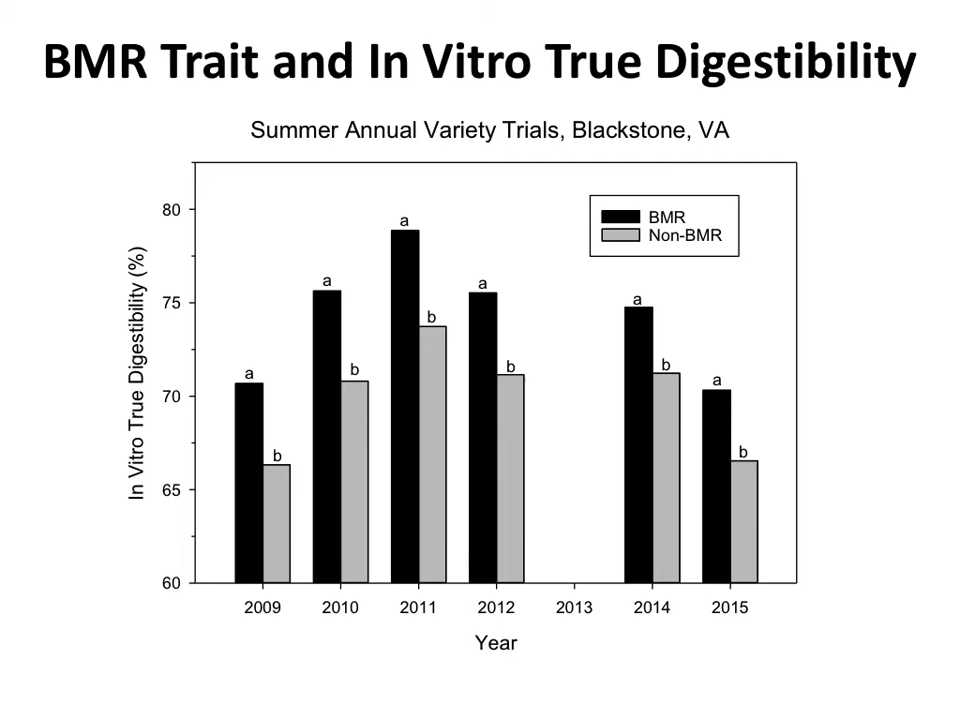 BMR Trait and In Vitro True Digestibility
Summer Annual Variety Trials, Blackstone, VA
In Vitro True Digestibility (%)
80
75
70
65
60
BMR
Non-BMR
a
b
a
b
a
b
a
b
a
b
a
b
2009 2010 2011 2012 2013 2014 2015
Year